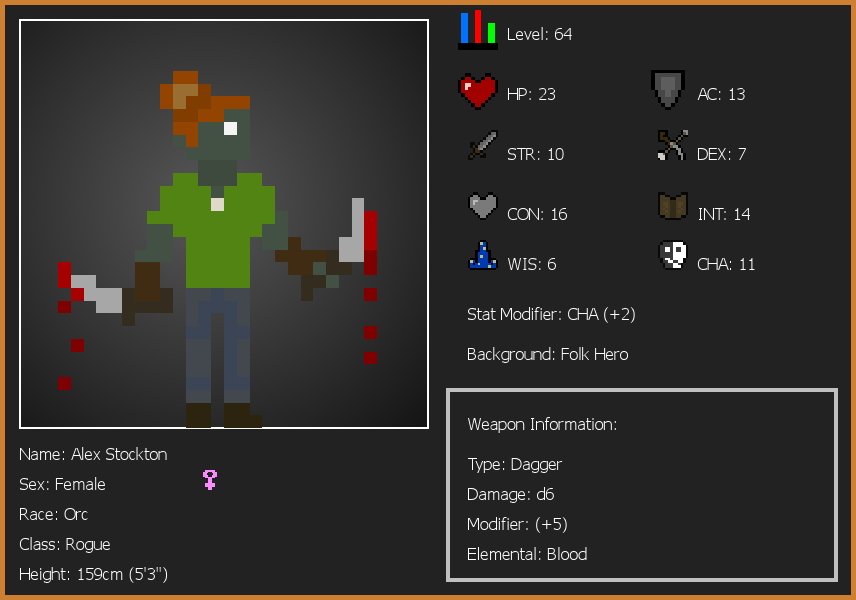 Level: 64
HP: 23
AC: 13
STR: 10
DEX: 7
CON: 16
INT: 14
WIS: 6
CHA: 11
Stat Modifier: CHA (+2)
Background: Folk Hero
Weapon Information:
Type: Dagger
Damage: d6
Modifier: (+5)
Elemental: Blood
Name: Alex Stockton
Sex: Female
Race: Orc
Class: Rogue
Height: 159cm (5'3")